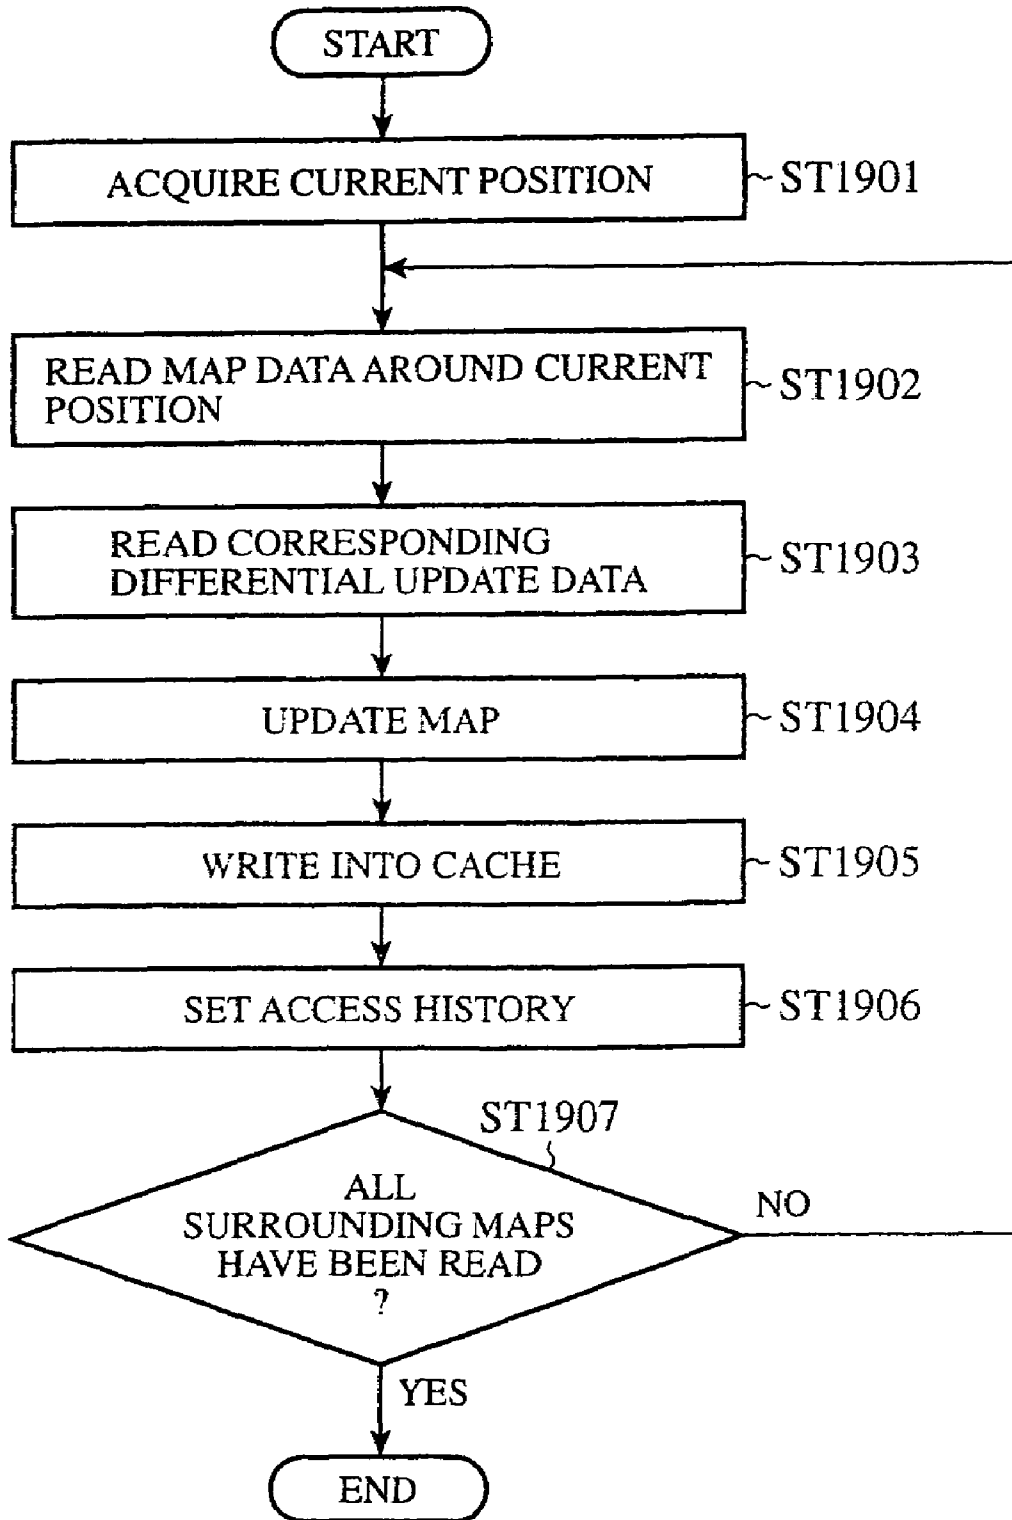 START
ACQUIRE CURRENT POSITION
ST1901
READ MAP DATA AROUND CURRENT
POSITION
ST1902
READ CORRESPONDING
DIFFERENTIAL UPDATE DATA
ST1903
UPDATE MAP
ST1904
WRITE INTO CACHE
ST1905
SET ACCESS HISTORY
ST1906
ST1907
ALL
SURROUNDING MAPS
HAVE BEEN READ
?
NO
YES
END